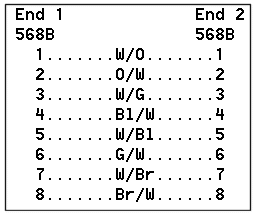 End 1 End 2
568B 568B
1.......W/O.......1
2.......O/W.......2
3.......W/G.......3
4.......Bl/W......4
5.......W/Bl......5
6.......G/W.......6
7.......W/Br......7
8.......Br/W......8